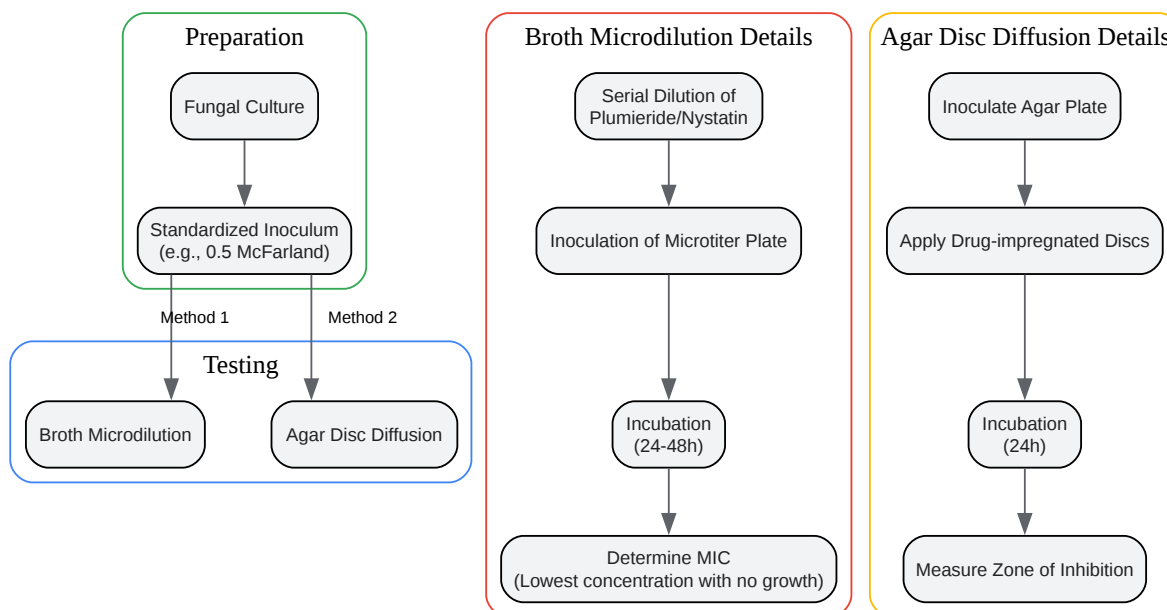 Preparation
Fungal Culture
Standardized Inoculum
(e.g., 0.5 McFarland)
Method 1
Method 2
Testing
Broth Microdilution
Agar Disc Diffusion
Broth Microdilution Details
Serial Dilution of
Plumieride/Nystatin
Inoculation of Microtiter Plate
Incubation
(24-48h)
Determine MIC
(Lowest concentration with no growth)
Agar Disc Diffusion Details
Inoculate Agar Plate
Apply Drug-impregnated Discs
Incubation
(24h)
Measure Zone of Inhibition